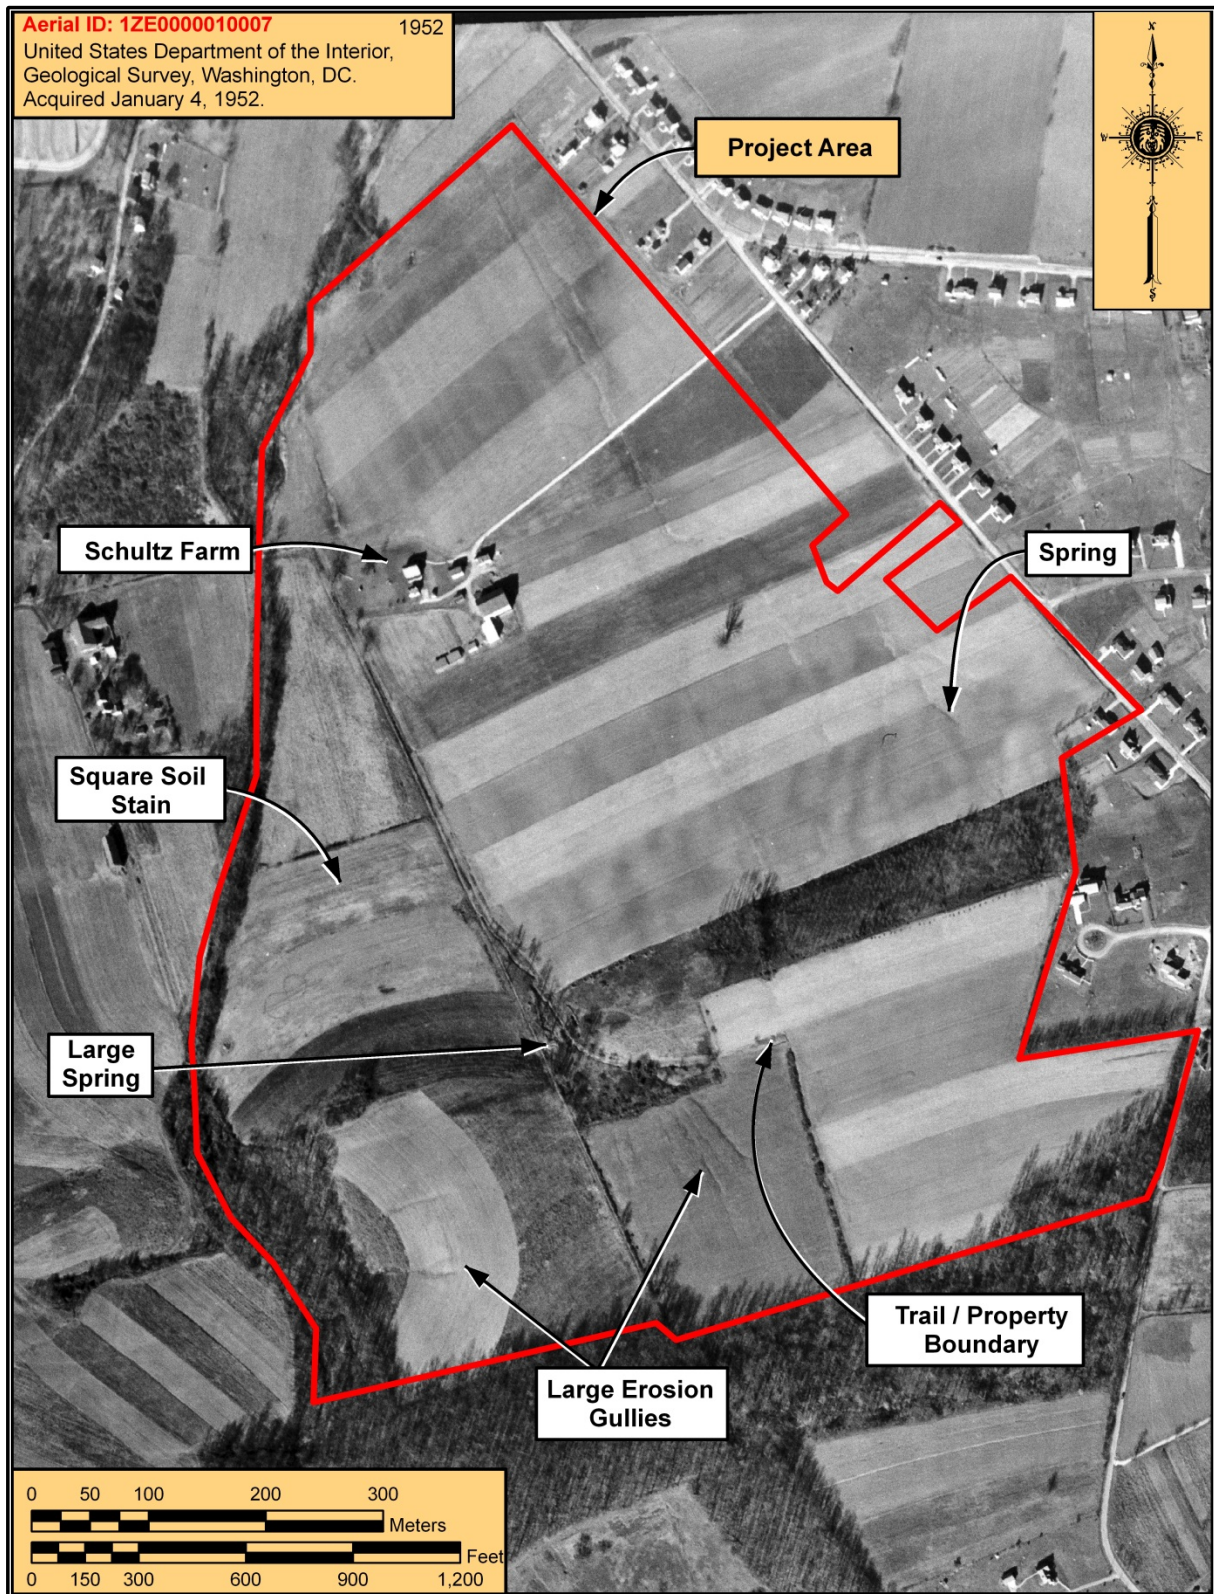 Aerial ID: 1ZE0000010007 1952
United States Department of the Interior,
Geological Survey, Washington, DC.
Acquired January 4, 1952.
N
W E
S
Project Area
Schultz Farm
Spring
Square Soil
Stain
Large
Spring
Trail / Property
Boundary
Large Erosion
Gullies
0 50 100 200 300
Meters
Feet
0 150 300 600 900 1,200